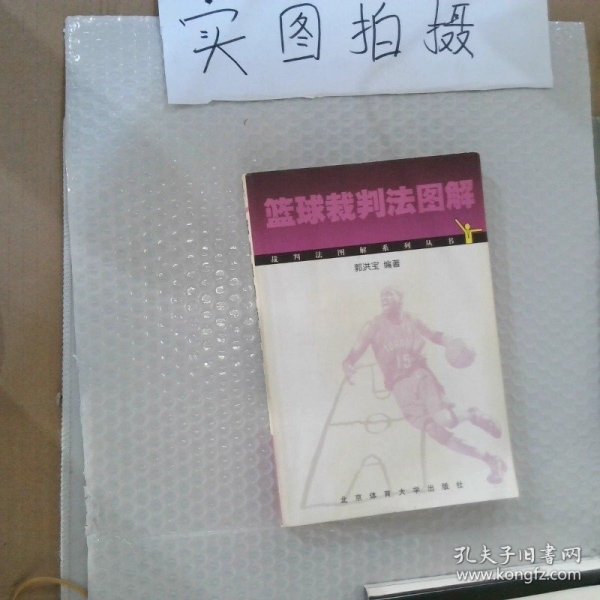 实图拍摄
篮球裁判法图解
裁判法图解系列丛书
郭洪宝 编著
15
北京体育大学出版社
孔夫子旧书网
www.kongfz.com